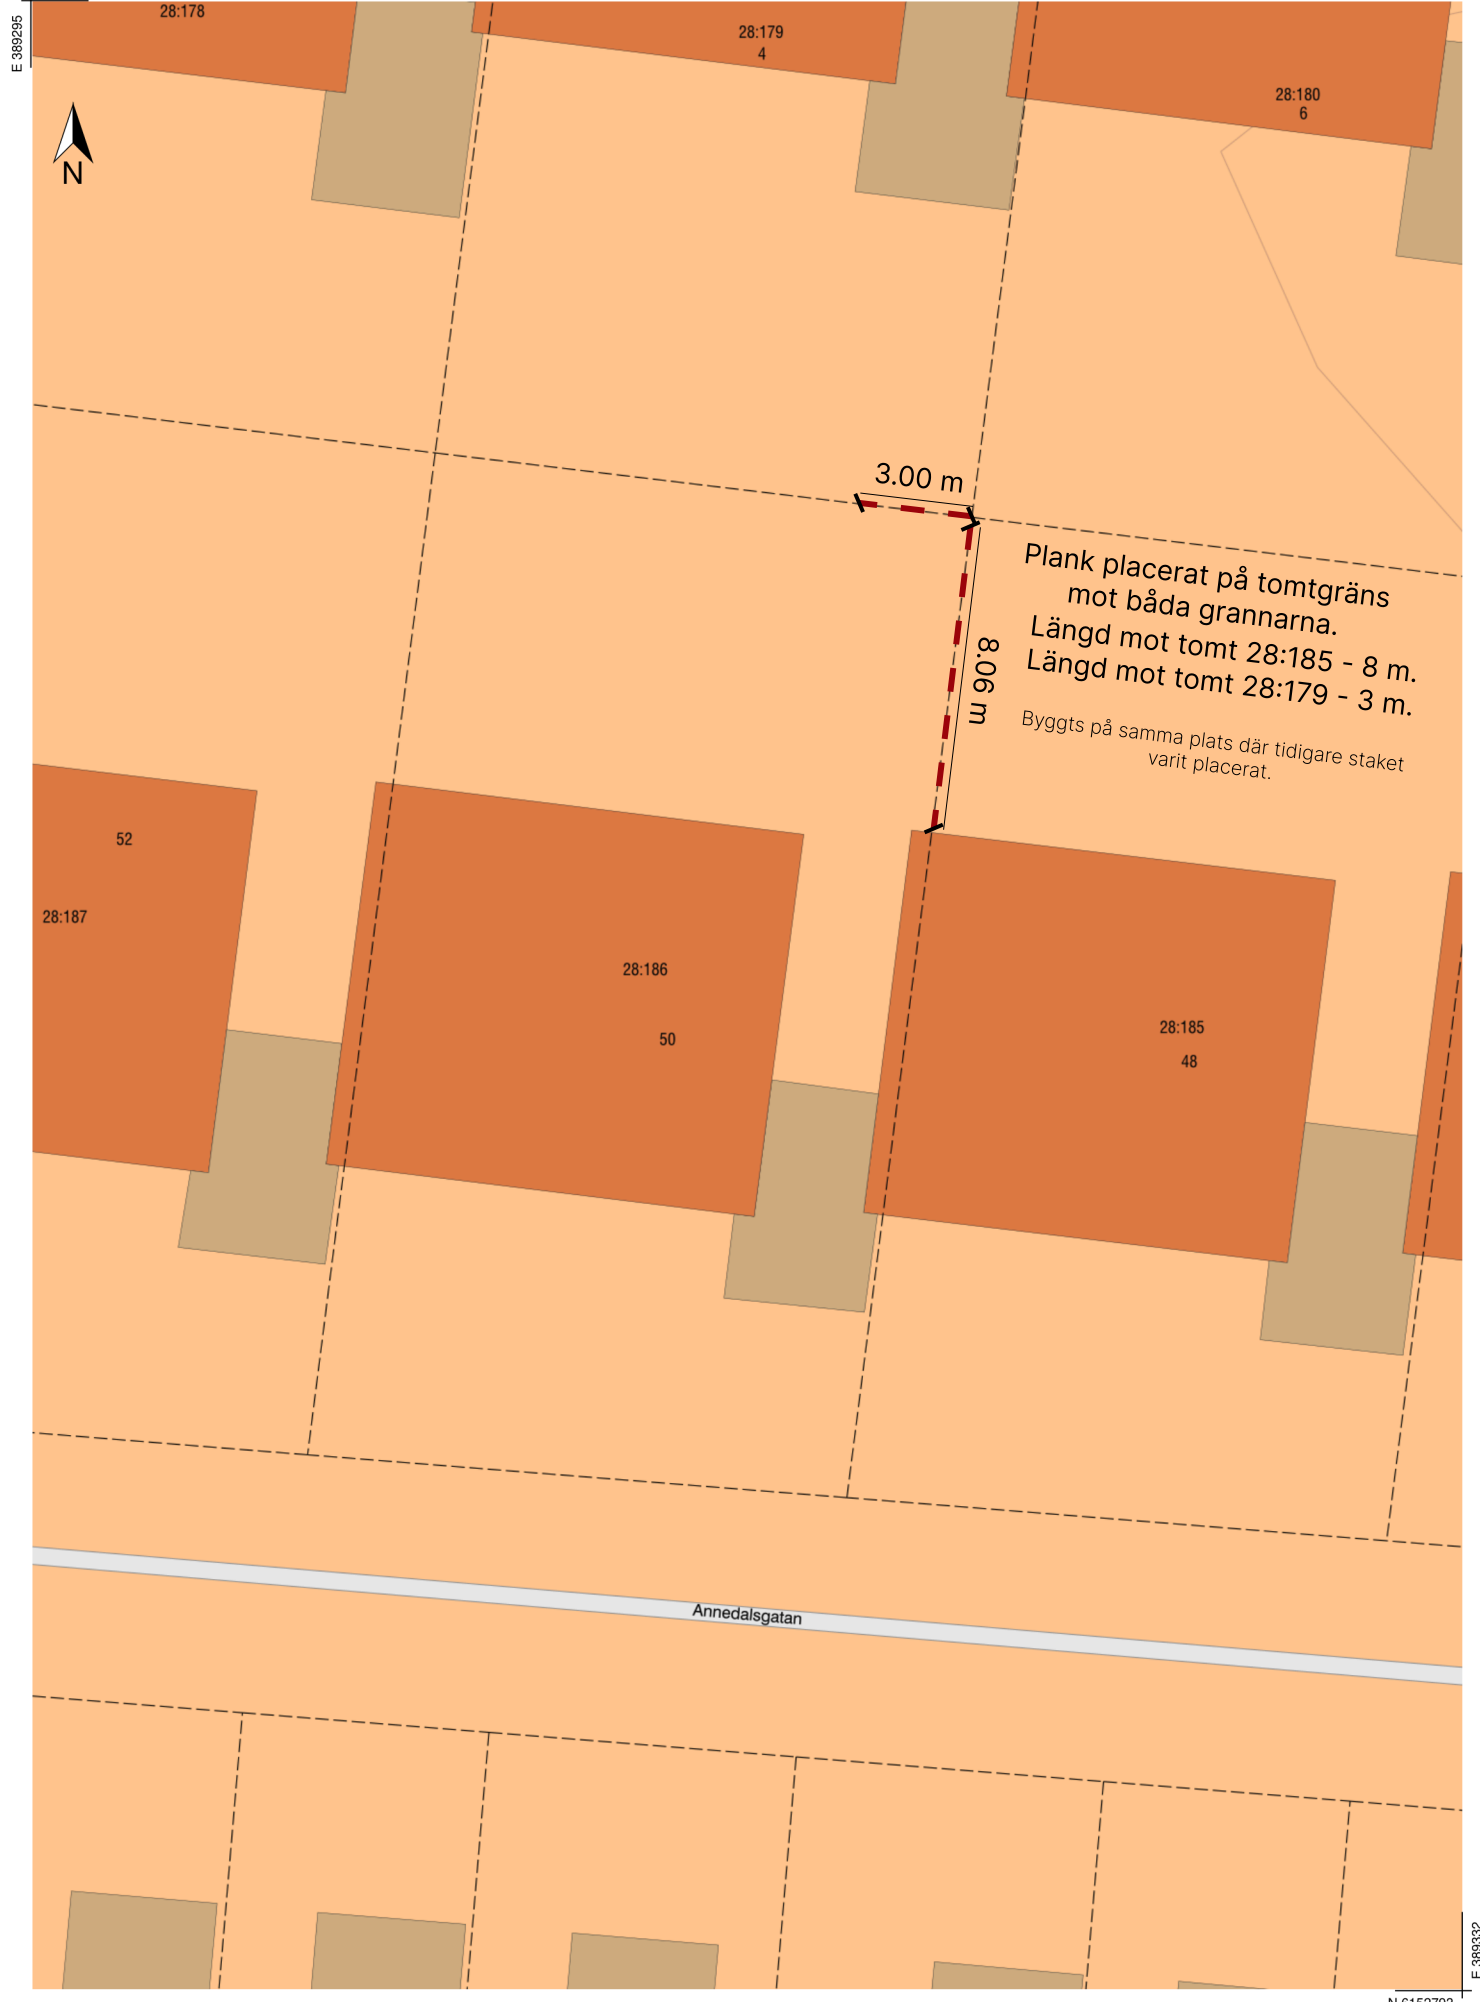 E 389295
28:178
28:179
4
28:180
6
N
3.00 m
Plank placerat på tomtgräns
mot båda grannarna.
Längd mot tomt 28:185 - 8 m.
Längd mot tomt 28:179 - 3 m.
8.06 m
Byggts på samma plats där tidigare staket
varit placerat.
52
28:187
28:186
50
28:185
48
Annedalsgatan
E 389332